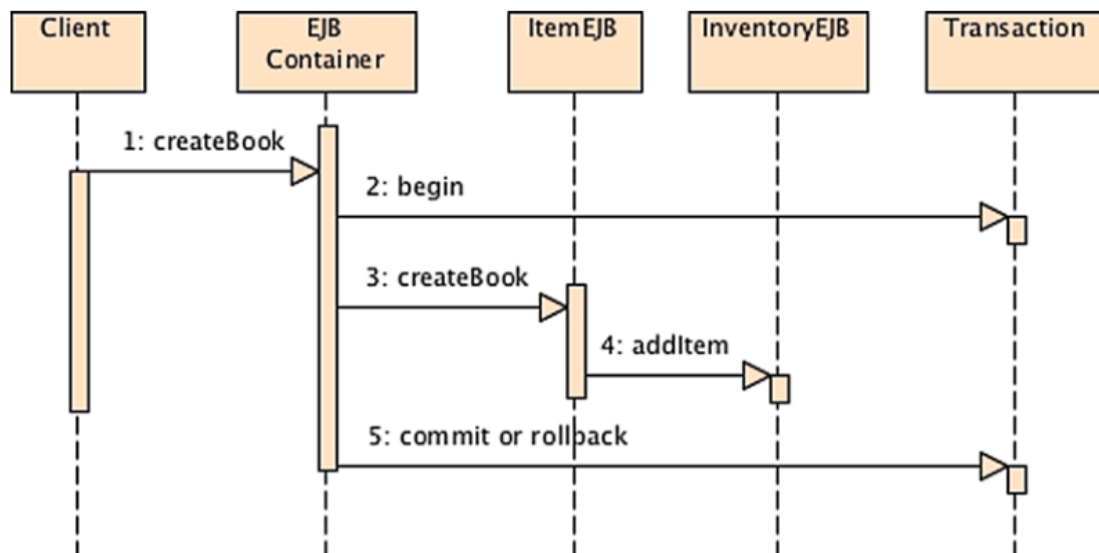 Client
EJB
Container
ItemEJB
InventoryEJB
Transaction
1: createBook
2: begin
3: createBook
4: addItem
5: commit or rollback